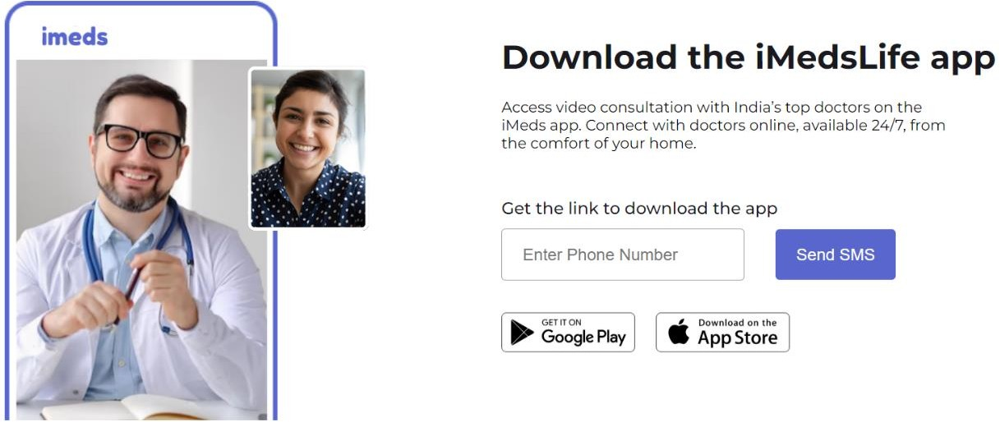 imeds
Download the iMedsLife app
Access video consultation with India's top doctors on the
iMeds app. Connect with doctors online, available 24/7, from
the comfort of your home.
Get the link to download the app
Enter Phone Number
Send SMS
GET IT ON
Google Play
Download on the
App Store